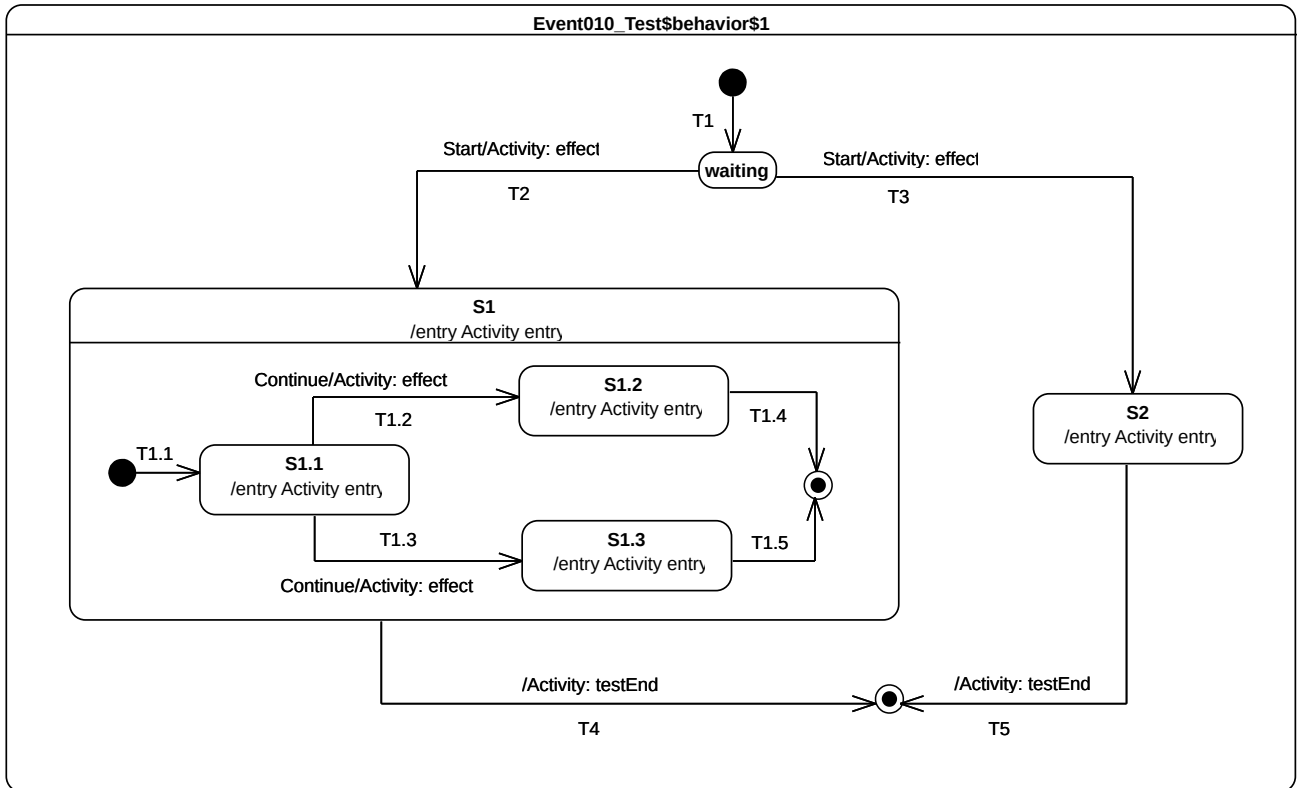 Event010_Test$behavior$1
T1
Start/Activity: effect
Start/Activity: effect
waiting
T2
T3
S1
/entry Activity entry
Continue/Activity: effect
S1.2
/entry Activity entry
T1.2
T1.4
S2
/entry Activity entry
T1.1
S1.1
/entry Activity entry
T1.3
S1.3
/entry Activity entry
T1.5
Continue/Activity: effect
/Activity: testEnd
/Activity: testEnd
T4
T5